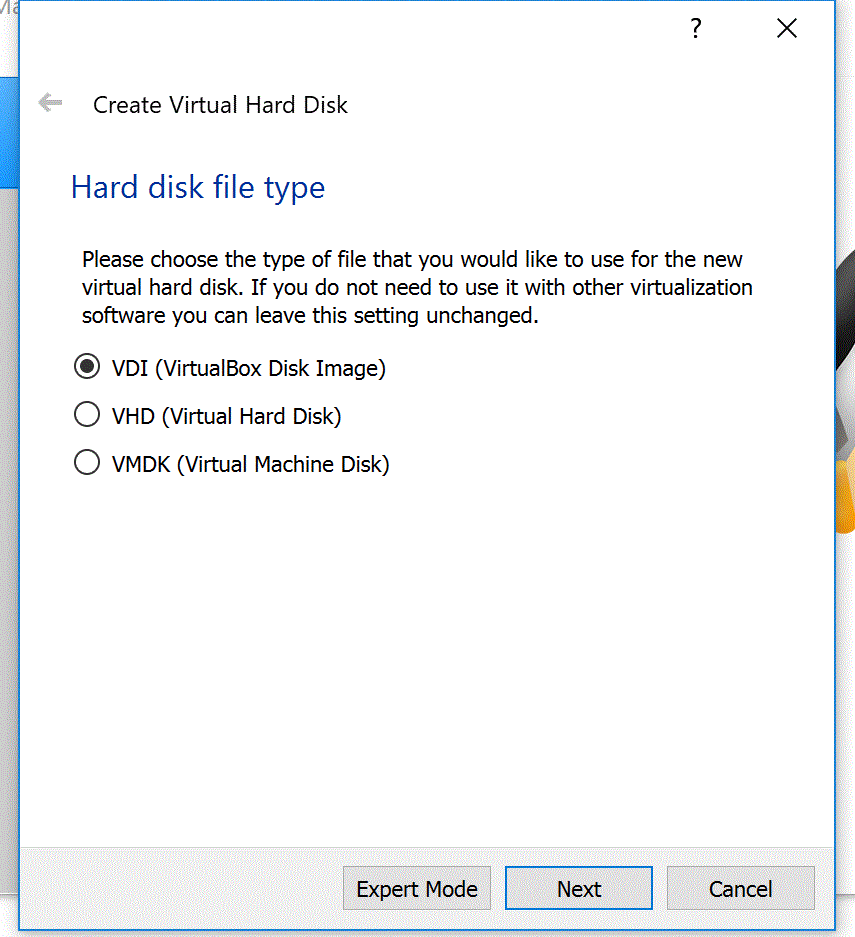 ?
Create Virtual Hard Disk
Hard disk file type
Please choose the type of file that you would like to use for the new
virtual hard disk. If you do not need to use it with other virtualization
software you can leave this setting unchanged.
VDI (VirtualBox Disk Image)
VHD (Virtual Hard Disk)
VMDK (Virtual Machine Disk)
Expert Mode
Next
Cancel